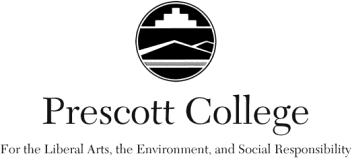 Prescott College
For the Liberal Arts, the Environment, and Social Responsibility